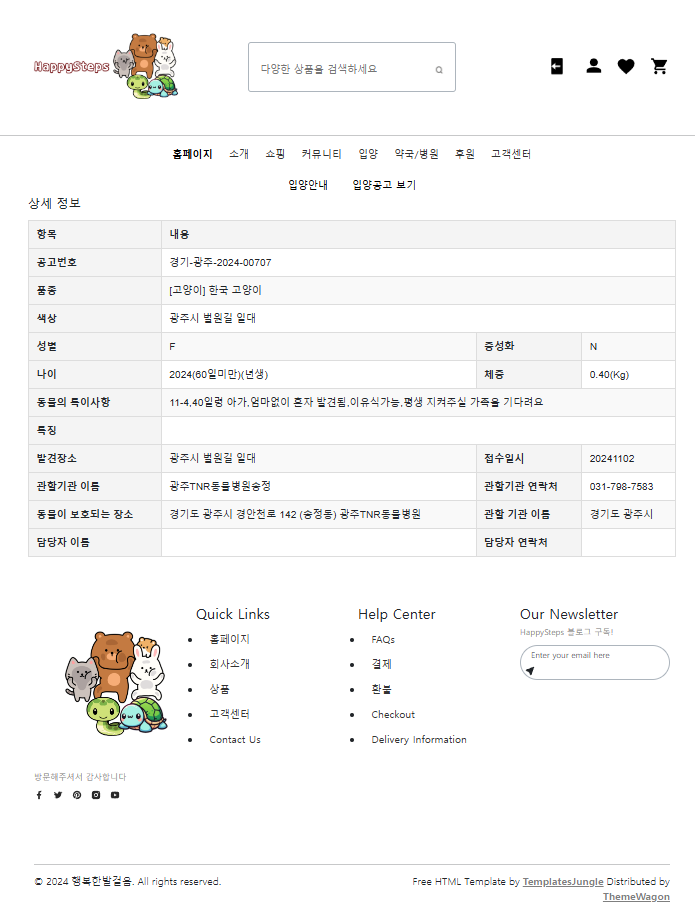 HappySteps
다양한 상품을 검색하세요
홈페이지 소개 쇼핑 커뮤니티 입양 약국/병원 후원 고객센터
입양안내 입양공고 보기
상세 정보
항목 내용
공고번호 경기-광주-2024-00707
품종 [고양이] 한국 고양이
색상 광주시 벌원길 일대
성별 F 중성화 N
나이 2024(60일미만)(년생) 체중 0.40(Kg)
동물의 특이사항 11-4,40일령 아가,엄마없이 혼자 발견됨,이유식가능,평생 지켜주실 가족을 기다려요
특징
발견장소 광주시 벌원길 일대 접수일시 20241102
관할기관 이름 광주TNR동물병원송정 관할기관 연락처 031-798-7583
동물이 보호되는 장소 경기도 광주시 경안천로 142 (송정동) 광주TNR동물병원 관할 기관 이름 경기도 광주시
담당자 이름 담당자 연락처
Quick Links
홈페이지
회사소개
상품
고객센터
Contact Us
Help Center
FAQs
결제
환불
Checkout
Delivery Information
Our Newsletter
HappySteps 블로그 구독!
Enter your email here
방문해주셔서 감사합니다
© 2024 행복한발걸음. All rights reserved.
Free HTML Template by TemplatesJungle Distributed by
ThemeWagon